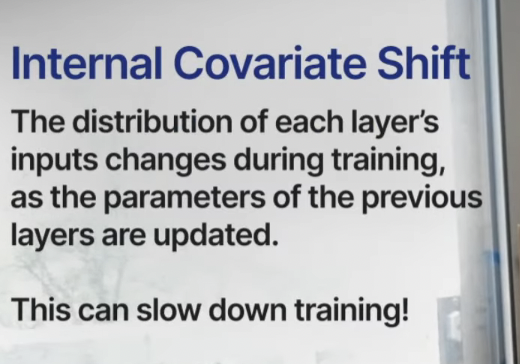 Internal Covariate Shift
The distribution of each layer's
inputs changes during training,
as the parameters of the previous
layers are updated.
This can slow down training!